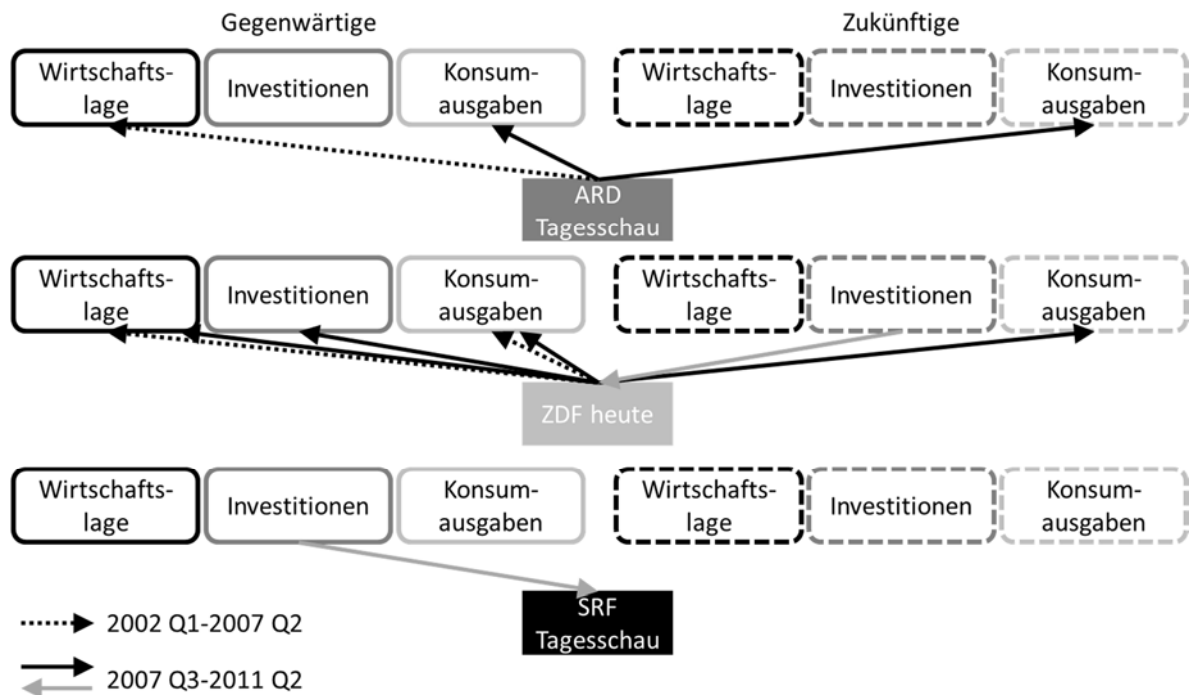 Gegenwärtige
Zukünftige
Wirtschafts-
lage
Investitionen
Konsum-
ausgaben
Wirtschafts-
lage
Investitionen
Konsum-
ausgaben
ARD
Tagesschau
Wirtschafts-
lage
Investitionen
Konsum-
ausgaben
Wirtschafts-
lage
Investitionen
Konsum-
ausgaben
ZDF heute
Wirtschafts-
lage
Investitionen
Konsum-
ausgaben
Wirtschafts-
lage
Investitionen
Konsum-
ausgaben
SRF
Tagesschau
2002 Q1-2007 Q2
2007 Q3-2011 Q2